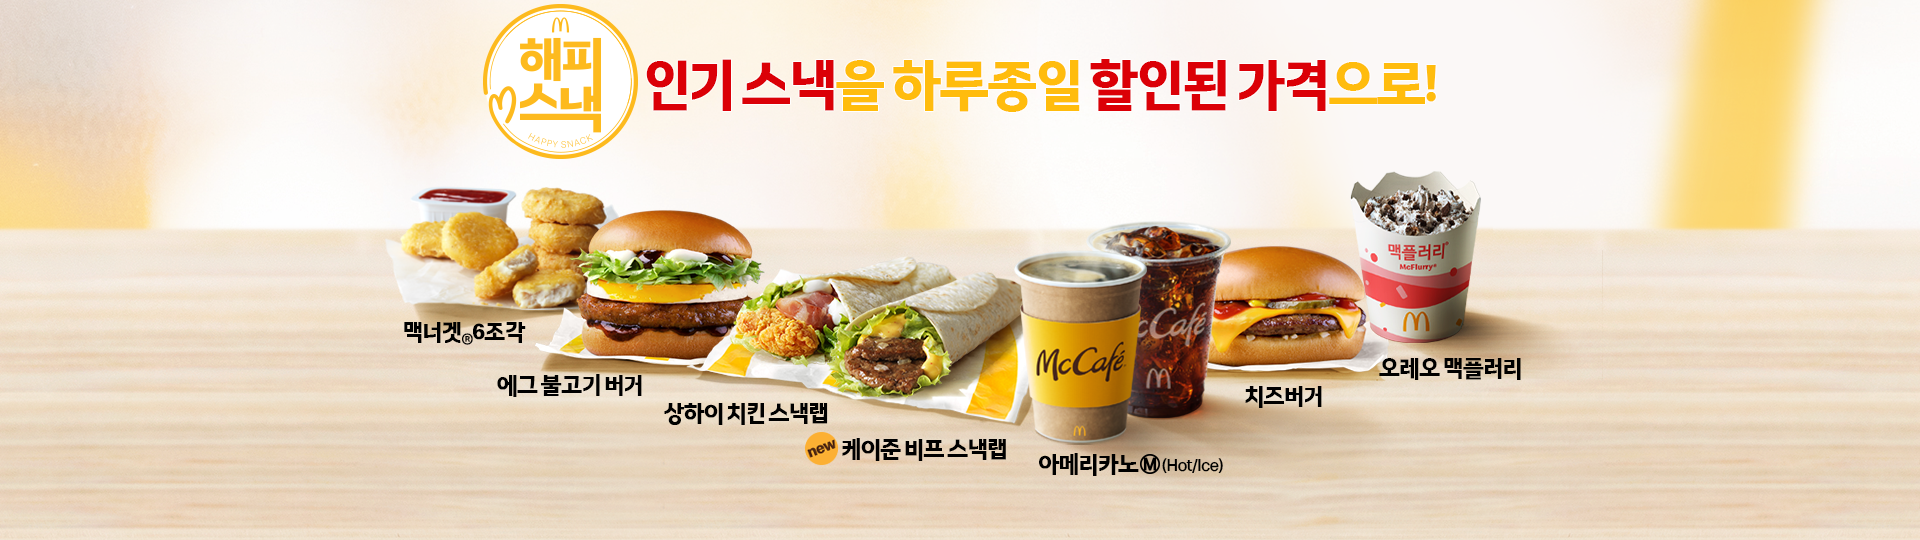 해피
스낵
HAPPY SNACK
인기 스낵을 하루종일 할인된 가격으로!
맥플러리®
McFlurry®
McCafé
McCafé
맥너겟®6조각
에그 불고기 버거
상하이 치킨 스낵랩
new 케이준 비프 스낵랩
아메리카노Ⓜ(Hot/Ice)
치즈버거
오레오 맥플러리